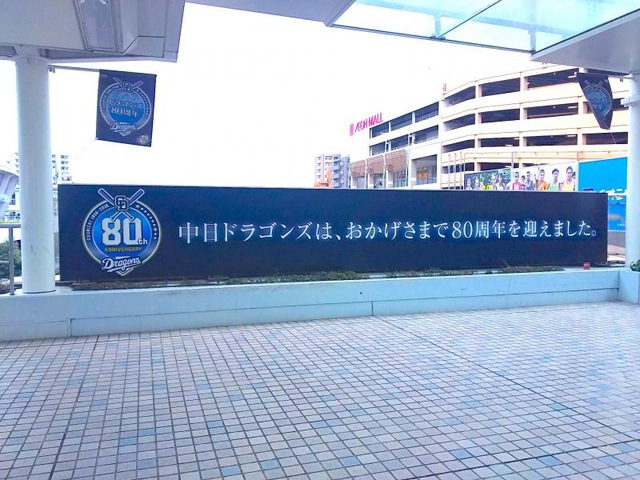 80周年
Dragons
ÆON MALL
80th
ANNIVERSARY
Dragons
中日ドラゴンズは、おかげさまで80周年を迎えました。